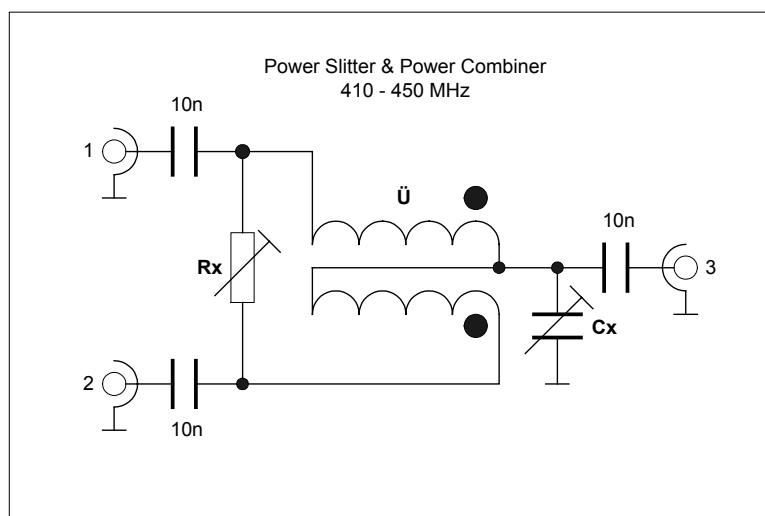 Power Slitter & Power Combiner
410 - 450 MHz
10n
1
Ü
10n
Rx
3
Cx
2
10n